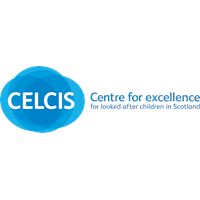 CELCIS
Centre for excellence
for looked after children in Scotland